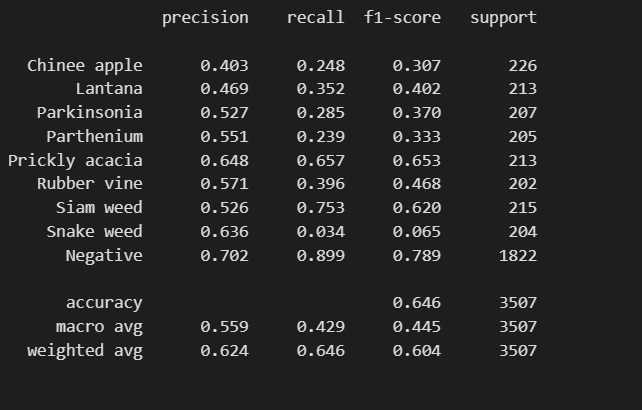 precision recall f1-score support
Chinee apple 0.403 0.248 0.307 226
Lantana 0.469 0.352 0.402 213
Parkinsonia 0.527 0.285 0.370 207
Parthenium 0.551 0.239 0.333 205
Prickly acacia 0.648 0.657 0.653 213
Rubber vine 0.571 0.396 0.468 202
Siam weed 0.526 0.753 0.620 215
Snake weed 0.636 0.034 0.065 204
Negative 0.702 0.899 0.789 1822
accuracy 0.646 3507
macro avg 0.559 0.429 0.445 3507
weighted avg 0.624 0.646 0.604 3507